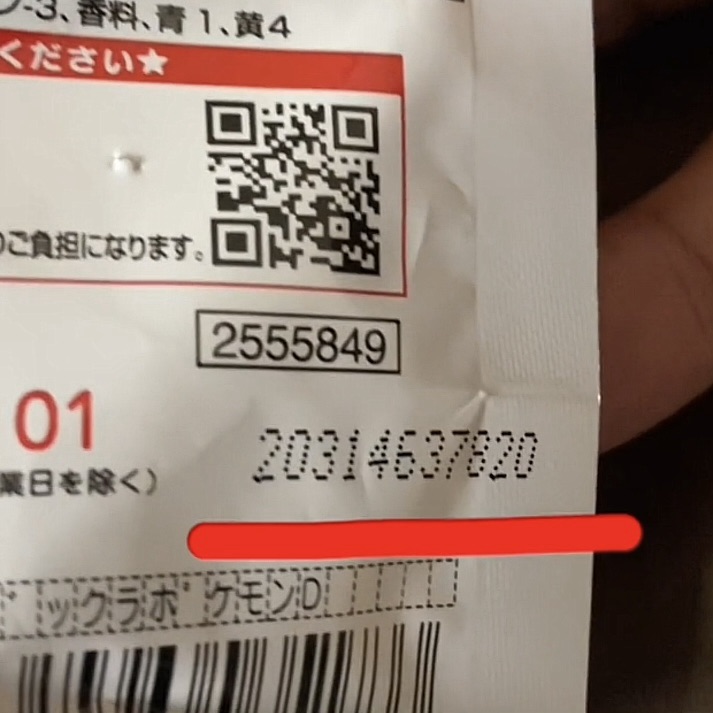 -3、香料、青1、黄4
ください★
ご負担になります。
2555849
01
業日を除く)
20314637820
ックラボ゛ケモンD